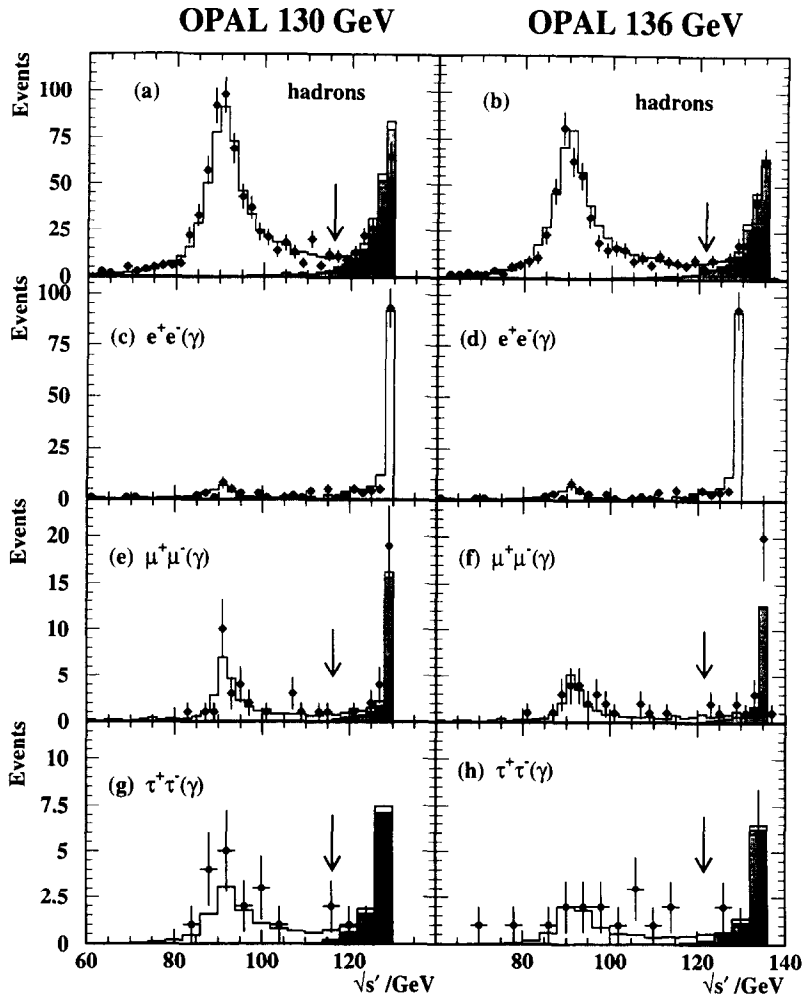 OPAL 130 GeV
OPAL 136 GeV
Events
100
75
50
25
0
(a)
hadrons
(b)
hadrons
Events
100
75
50
25
0
(c) e⁺e⁻(γ)
(d) e⁺e⁻(γ)
Events
20
15
10
5
0
(e) μ⁺μ⁻(γ)
(f) μ⁺μ⁻(γ)
Events
10
7.5
5
2.5
0
(g) τ⁺τ⁻(γ)
(h) τ⁺τ⁻(γ)
60
80
100
120
80
100
120
140
√s′ /GeV
√s′ /GeV